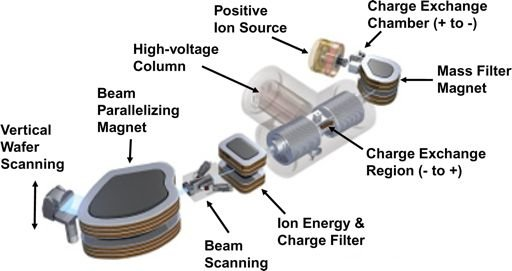 Positive
Ion Source
Charge Exchange
Chamber (+ to -)
High-voltage
Column
Mass Filter
Magnet
Beam
Parallelizing
Magnet
Vertical
Wafer
Scanning
Charge Exchange
Region (- to +)
Ion Energy &
Charge Filter
Beam
Scanning